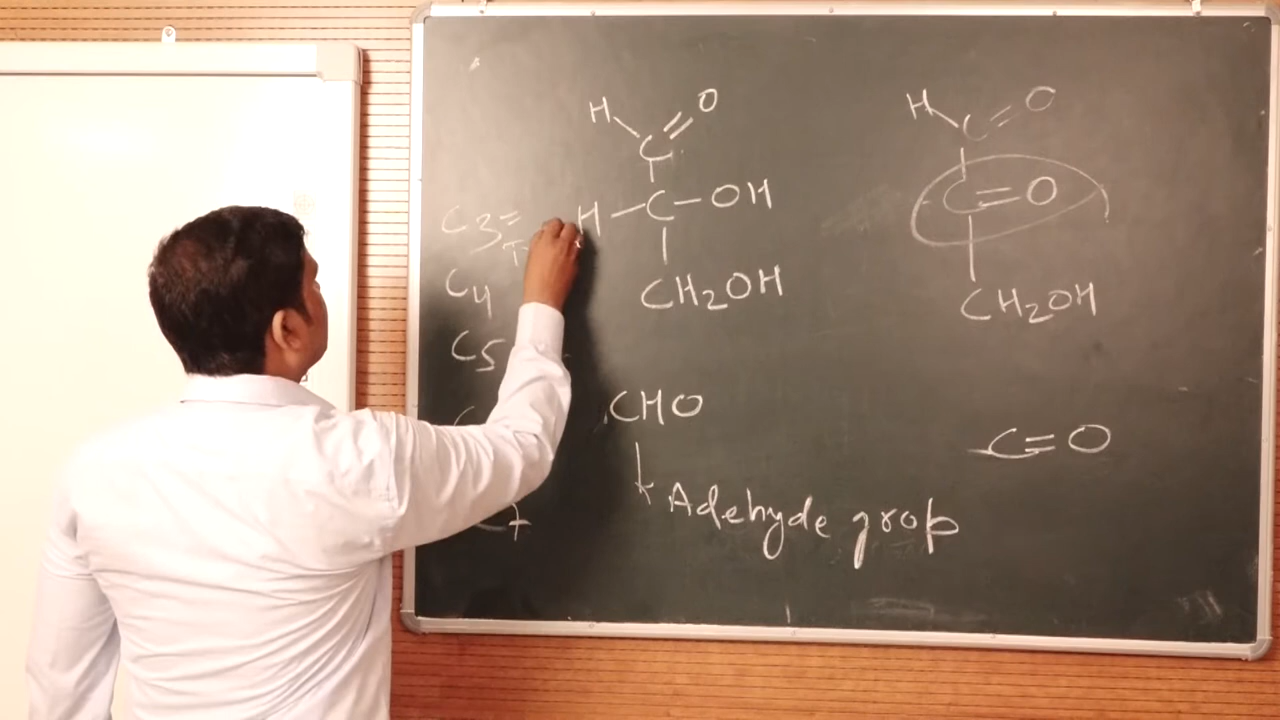 H C = O
H - C - OH
CH2OH
H C = O
C = O
CH2OH
C3 =
C4
C5
CHO
Adehyde grop
-C = O